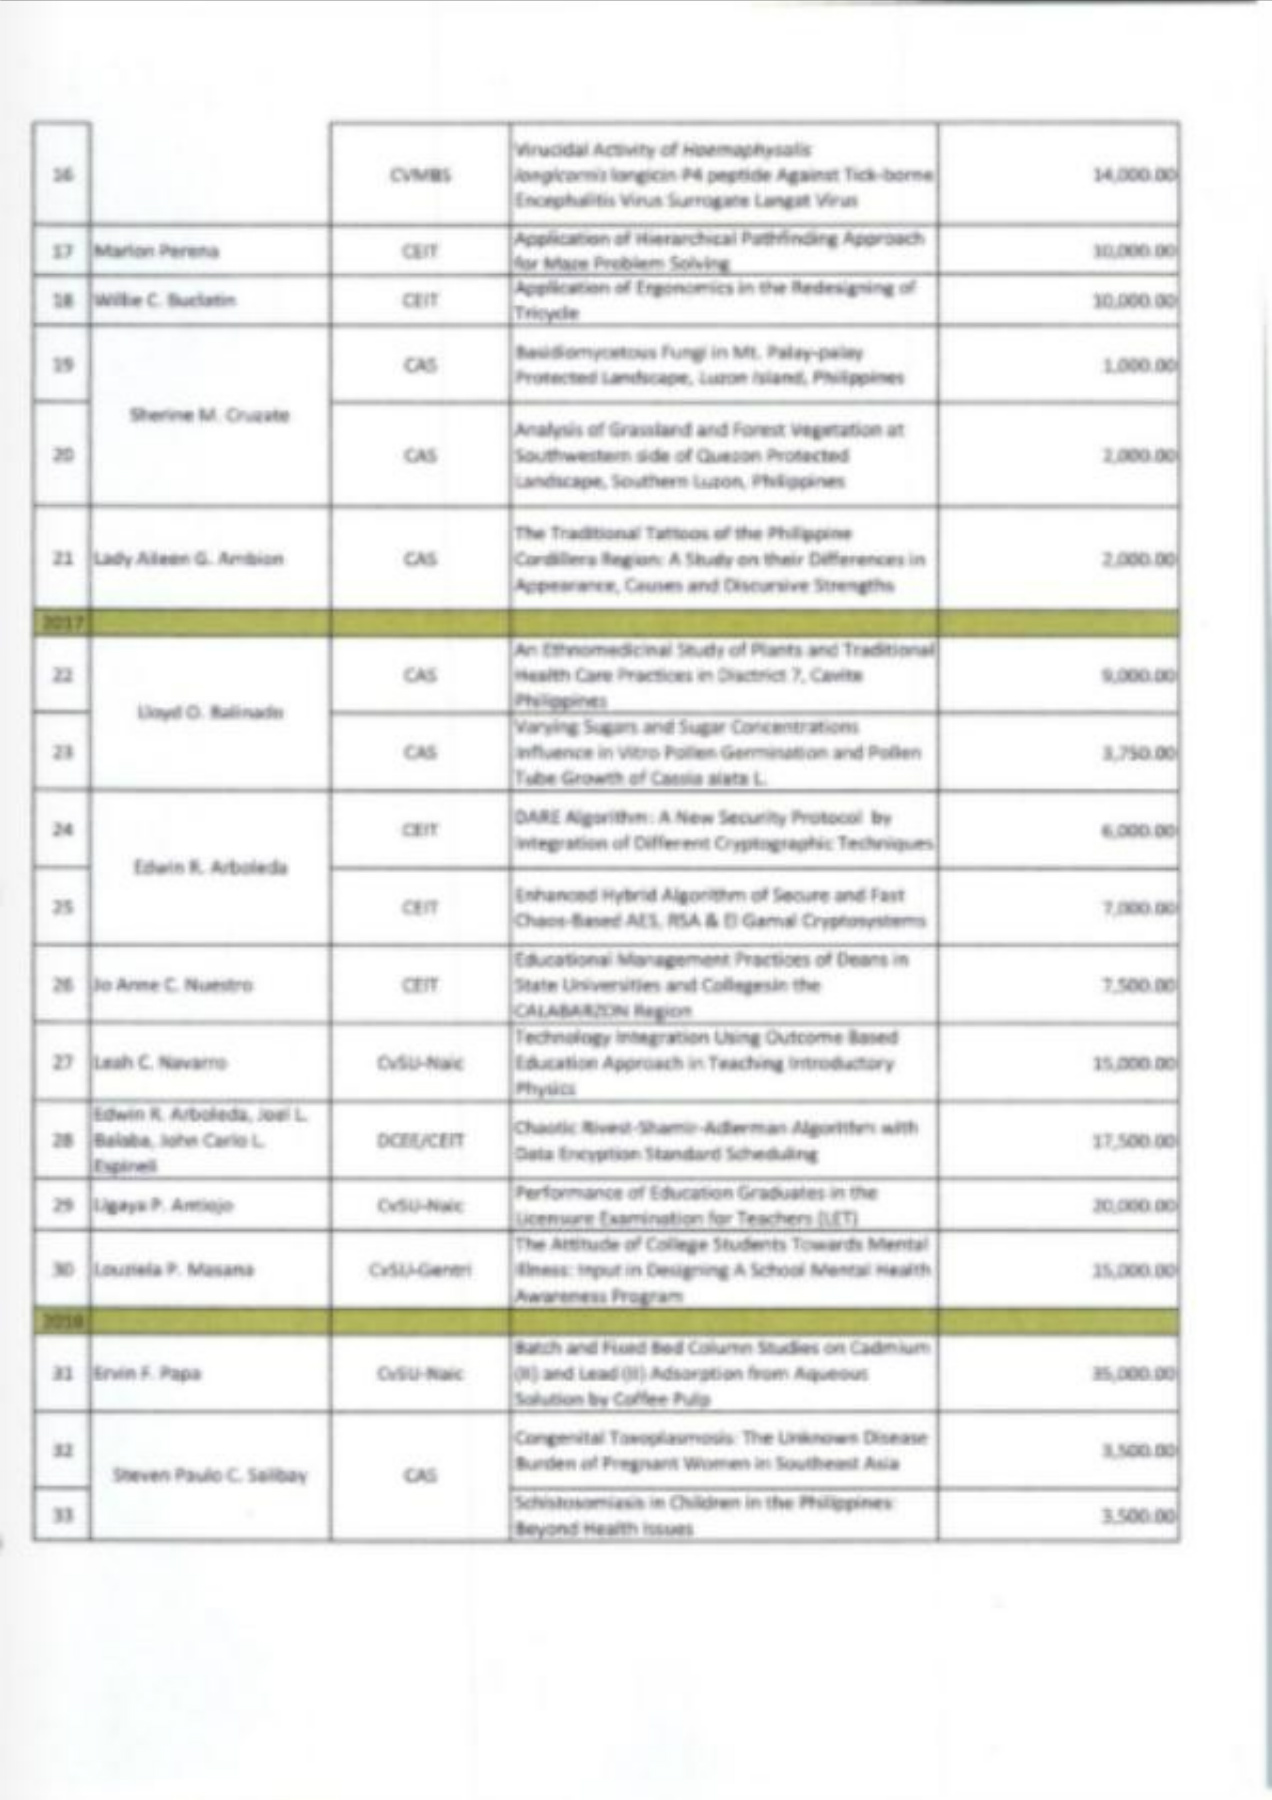 16
CVMBS
Virucidal Activity of Haemaphysalis
longicornis longicin P4 peptide Against Tick-borne
Encephalitis Virus Surrogate Langat Virus
14,000.00
17
Marlon Perena
CEIT
Application of Hierarchical Pathfinding Approach
for Maze Problem Solving
10,000.00
18
Willie C. Buclatin
CEIT
Application of Ergonomics in the Redesigning of
Tricycle
10,000.00
19
CAS
Basidiomycetous Fungi in Mt. Palay-palay
Protected Landscape, Luzon Island, Philippines
1,000.00
Sherine M. Cruzate
20
CAS
Analysis of Grassland and Forest Vegetation at
Southwestern side of Quezon Protected
Landscape, Southern Luzon, Philippines
2,000.00
21
Lady Aileen G. Ambion
CAS
The Traditional Tattoos of the Philippine
Cordillera Region: A Study on their Differences in
Appearance, Causes and Discursive Strengths
2,000.00
2017
22
CAS
An Ethnomedicinal Study of Plants and Traditional
Health Care Practices in Disctrict 7, Cavite
Philippines
9,000.00
Lloyd O. Balinado
23
CAS
Varying Sugars and Sugar Concentrations
Influence in Vitro Pollen Germination and Pollen
Tube Growth of Cassia alata L.
3,750.00
24
CEIT
DARE Algorithm: A New Security Protocol by
Integration of Different Cryptographic Techniques
6,000.00
Edwin R. Arboleda
25
CEIT
Enhanced Hybrid Algorithm of Secure and Fast
Chaos-Based AES, RSA & El Gamal Cryptosystems
7,000.00
26
Jo Anne C. Nuestro
CEIT
Educational Management Practices of Deans in
State Universities and Collegesin the
CALABARZON Region
7,500.00
27
Leah C. Navarro
CvSU-Naic
Technology Integration Using Outcome Based
Education Approach in Teaching Introductory
Physics
15,000.00
28
Edwin R. Arboleda, Joel L.
Balaba, John Carlo L.
Espineli
DCEE/CEIT
Chaotic Rivest-Shamir-Adlerman Algorithm with
Data Encyption Standard Scheduling
17,500.00
29
Ligaya P. Antiojo
CvSU-Naic
Performance of Education Graduates in the
Licensure Examination for Teachers (LET)
20,000.00
30
Louziela P. Masana
CvSU-Gentri
The Attitude of College Students Towards Mental
Illness: Input in Designing A School Mental Health
Awareness Program
15,000.00
2018
31
Ervin F. Papa
CvSU-Naic
Batch and Fixed Bed Column Studies on Cadmium
(II) and Lead (II) Adsorption from Aqueous
Solution by Coffee Pulp
35,000.00
32
Congenital Toxoplasmosis: The Unknown Disease
Burden of Pregnant Women in Southeast Asia
3,500.00
Steven Paulo C. Salibay
CAS
33
Schistosomiasis in Children in the Philippines:
Beyond Health Issues
3,500.00